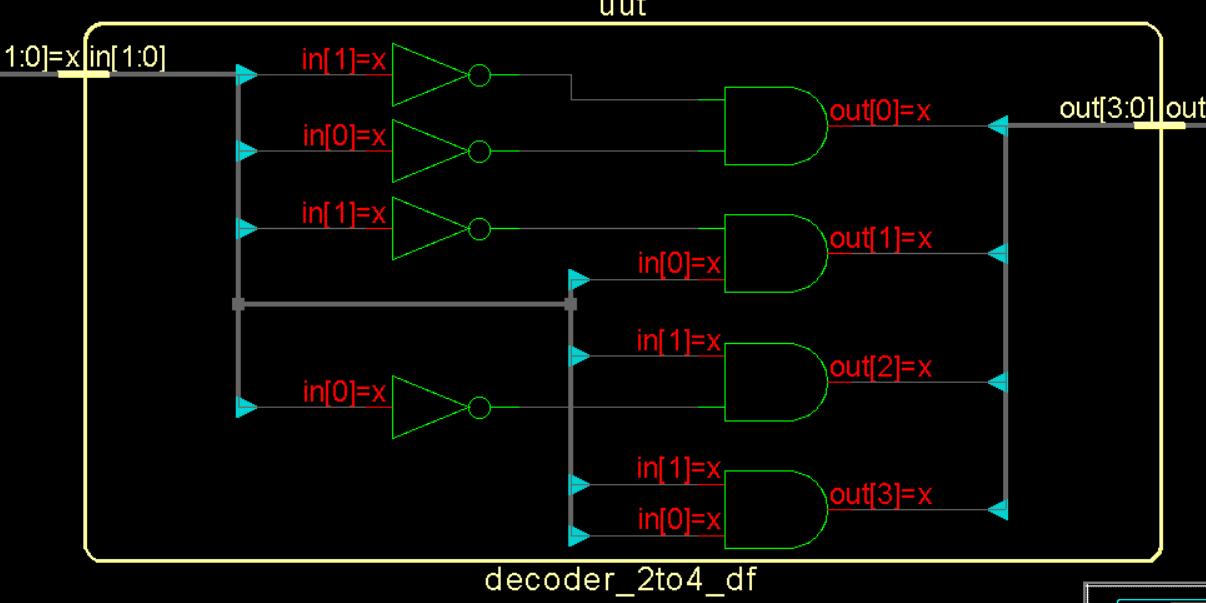 uut
1:0]=x in[1:0]
in[1]=x
out[3:0] out
out[0]=x
in[0]=x
in[1]=x
out[1]=x
in[0]=x
in[1]=x
out[2]=x
in[0]=x
in[1]=x
out[3]=x
in[0]=x
decoder_2to4_df